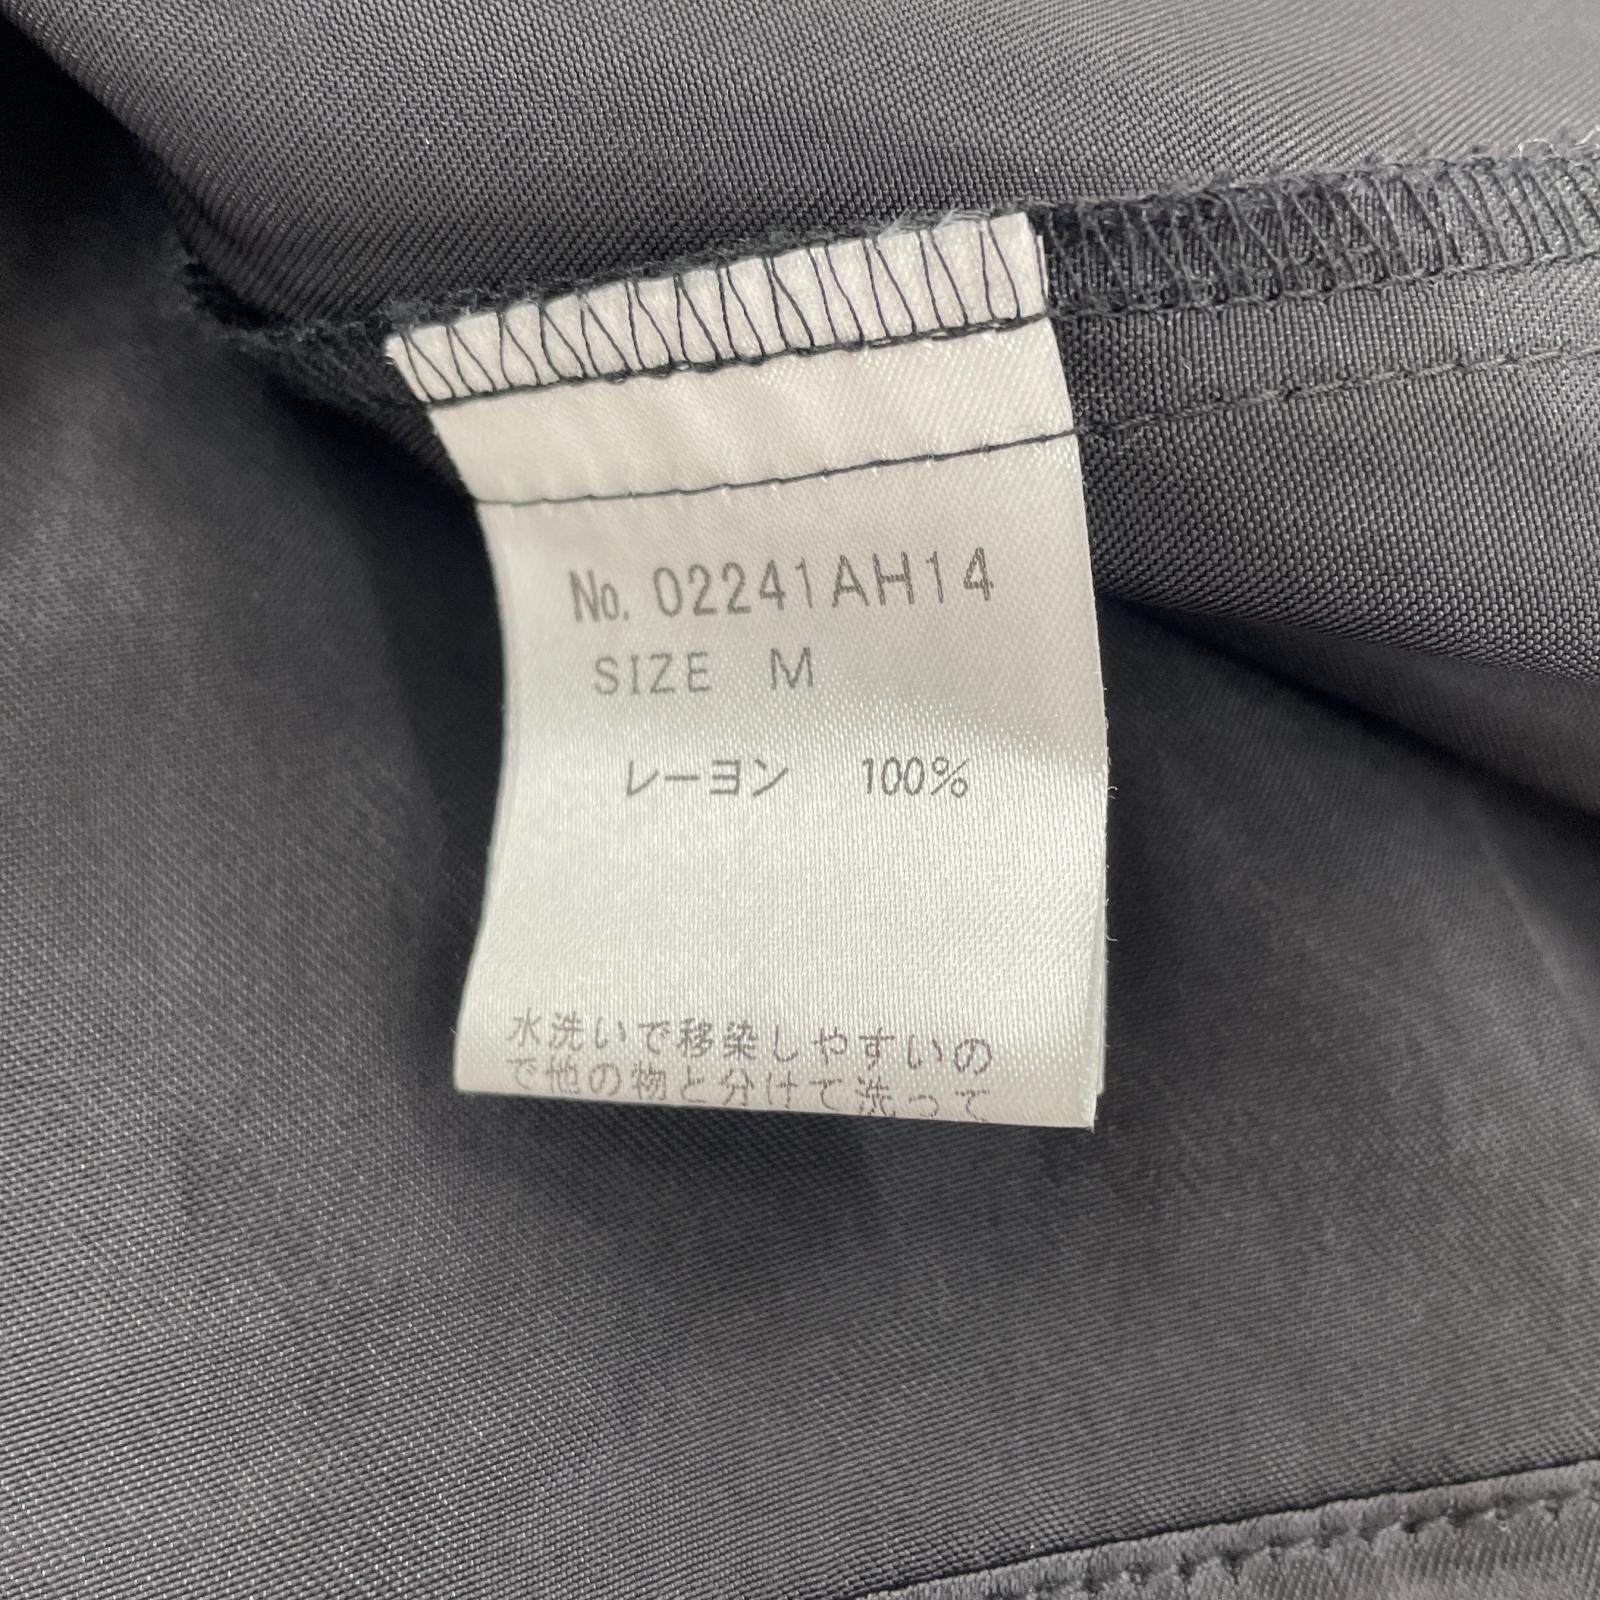 No. 02241AH14
SIZE M
レーヨン 100%
水洗いで移染しやすいの
で他の物と分けて洗って